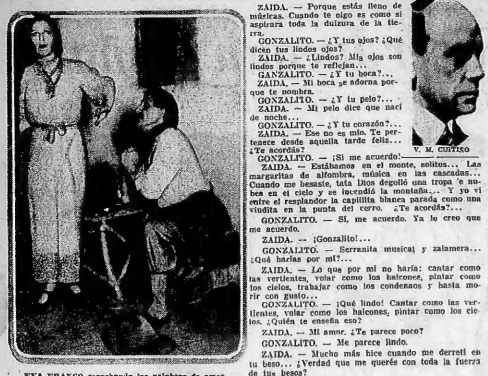 ZAIDA. — Porque estás lleno de
músicas. Cuando te oigo es como si
aspirara toda la dulzura de la tie-
rra.
GONZALITO. — ¿Y tus ojos? ¿Qué
dicen tus lindos ojos?
ZAIDA. — ¿Lindos? Mis ojos son
lindos porque te reflejan...
GANZALITO. — ¿Y tu boca?...
ZAIDA. — Mi boca se adorna por-
que te nombra.
GONZALITO. — ¿Y tu pelo?...
ZAIDA. — Mi pelo dice que nací
de noche...
GONZALITO. — ¿Y tu corazón?...
ZAIDA. — Ese no es mío. Te per-
tenece desde aquella tarde feliz...
¿Te acordás?
GONZALITO. — ¡Si me acuerdo!
V. M. CUITIÑO
ZAIDA. — Estábamos en el monte, solitos... Las
margaritas de alfombra, música en las cascadas...
Cuando me besaste, tata Dios degolló una tropa 'e nu-
bes en el cielo y se incendió la montaña... Y yo vi
entre el resplandor la capillita blanca parada como una
viudita en la punta del cerro. ¿Te acordás?...
GONZALITO. — Sí, me acuerdo. Ya lo creo que
me acuerdo.
ZAIDA. — ¡Gonzalito!...
GONZALITO. — Serranita musical y zalamera...
¿Qué harías por mí?...
ZAIDA. — Lo que por mí no haría; cantar como
las vertientes, volar como los halcones, pintar como
los cielos, trabajar como los condenaos y hasta mo-
rir con gusto...
GONZALITO. — ¡Qué lindo! Cantar como las ver-
tientes, volar como los halcones, pintar como los cie-
los. ¿Quién te enseña eso?
ZAIDA. — Mi amor. ¿Te parece poco?
GONZALITO. — Me parece lindo.
ZAIDA. — Mucho más hice cuando me derretí en
tu beso... ¿Verdad que me querés con toda la fuerza
de tus besos?
EVA FRANCO